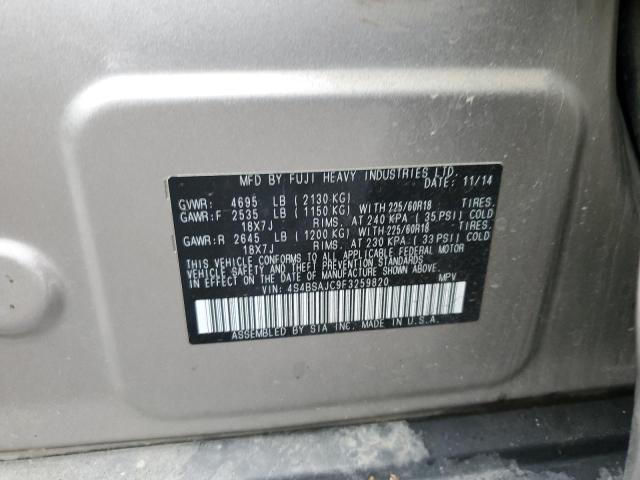 MFD BY FUJI HEAVY INDUSTRIES LTD.
DATE: 11/14
GVWR: 4695 LB ( 2130 KG)
GAWR:F 2535 LB ( 1150 KG) WITH 225/60R18 TIRES.
18X7J RIMS, AT 240 KPA ( 35 PSI) COLD
GAWR:R 2645 LB ( 1200 KG) WITH 225/60R18 TIRES.
18X7J RIMS, AT 230 KPA ( 33 PSI) COLD
THIS VEHICLE CONFORMS TO ALL APPLICABLE FEDERAL MOTOR
VEHICLE SAFETY STANDARDS IN EFFECT ON THE
DATE OF MANUFACTURE SHOWN ABOVE.
VIN: 4S4BSAJC9F3259820 MPV
ASSEMBLED BY SIA INC. MADE IN U.S.A.